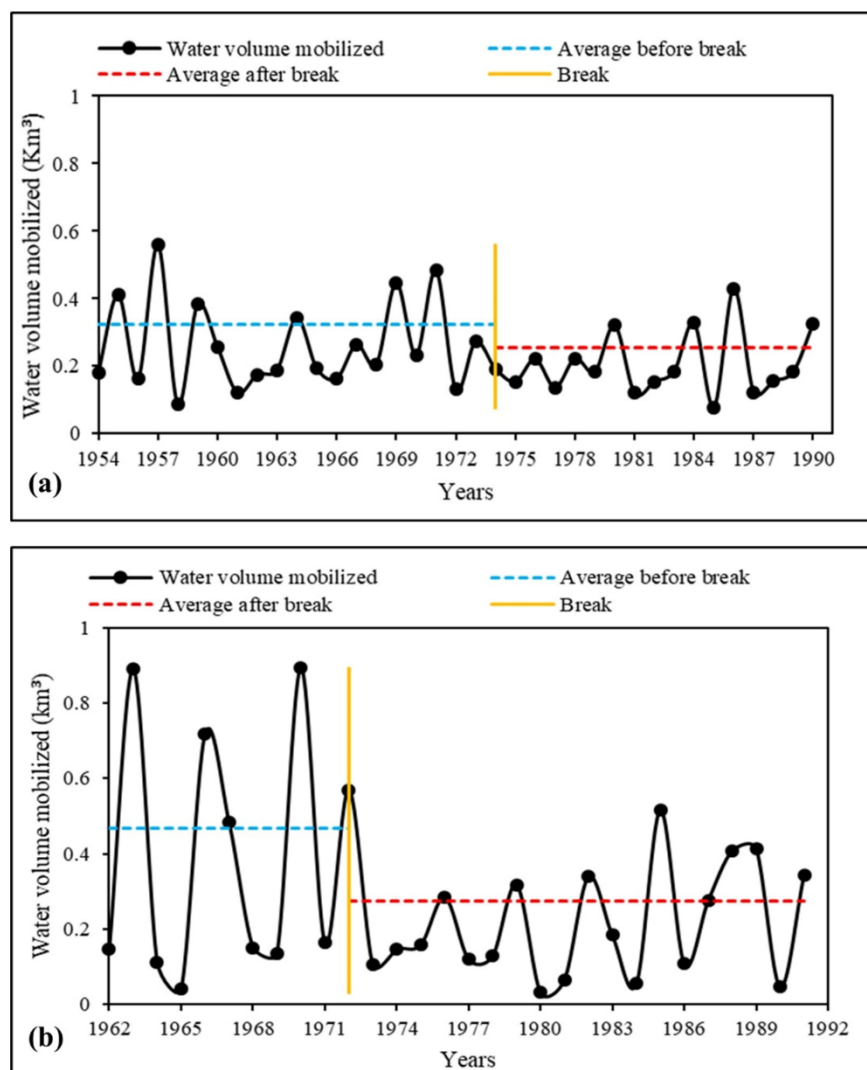 Water volume mobilized Average before break
Average after break Break
1
0.8
0.6
0.4
0.2
0
Water volume mobilized (Km³)
1954 1957 1960 1963 1966 1969 1972 1975 1978 1981 1984 1987 1990
Years
(a)
Water volume mobilized Average before break
Average after break Break
1
0.8
0.6
0.4
0.2
0
Water volume mobilized (km³)
1962 1965 1968 1971 1974 1977 1980 1983 1986 1989 1992
Years
(b)